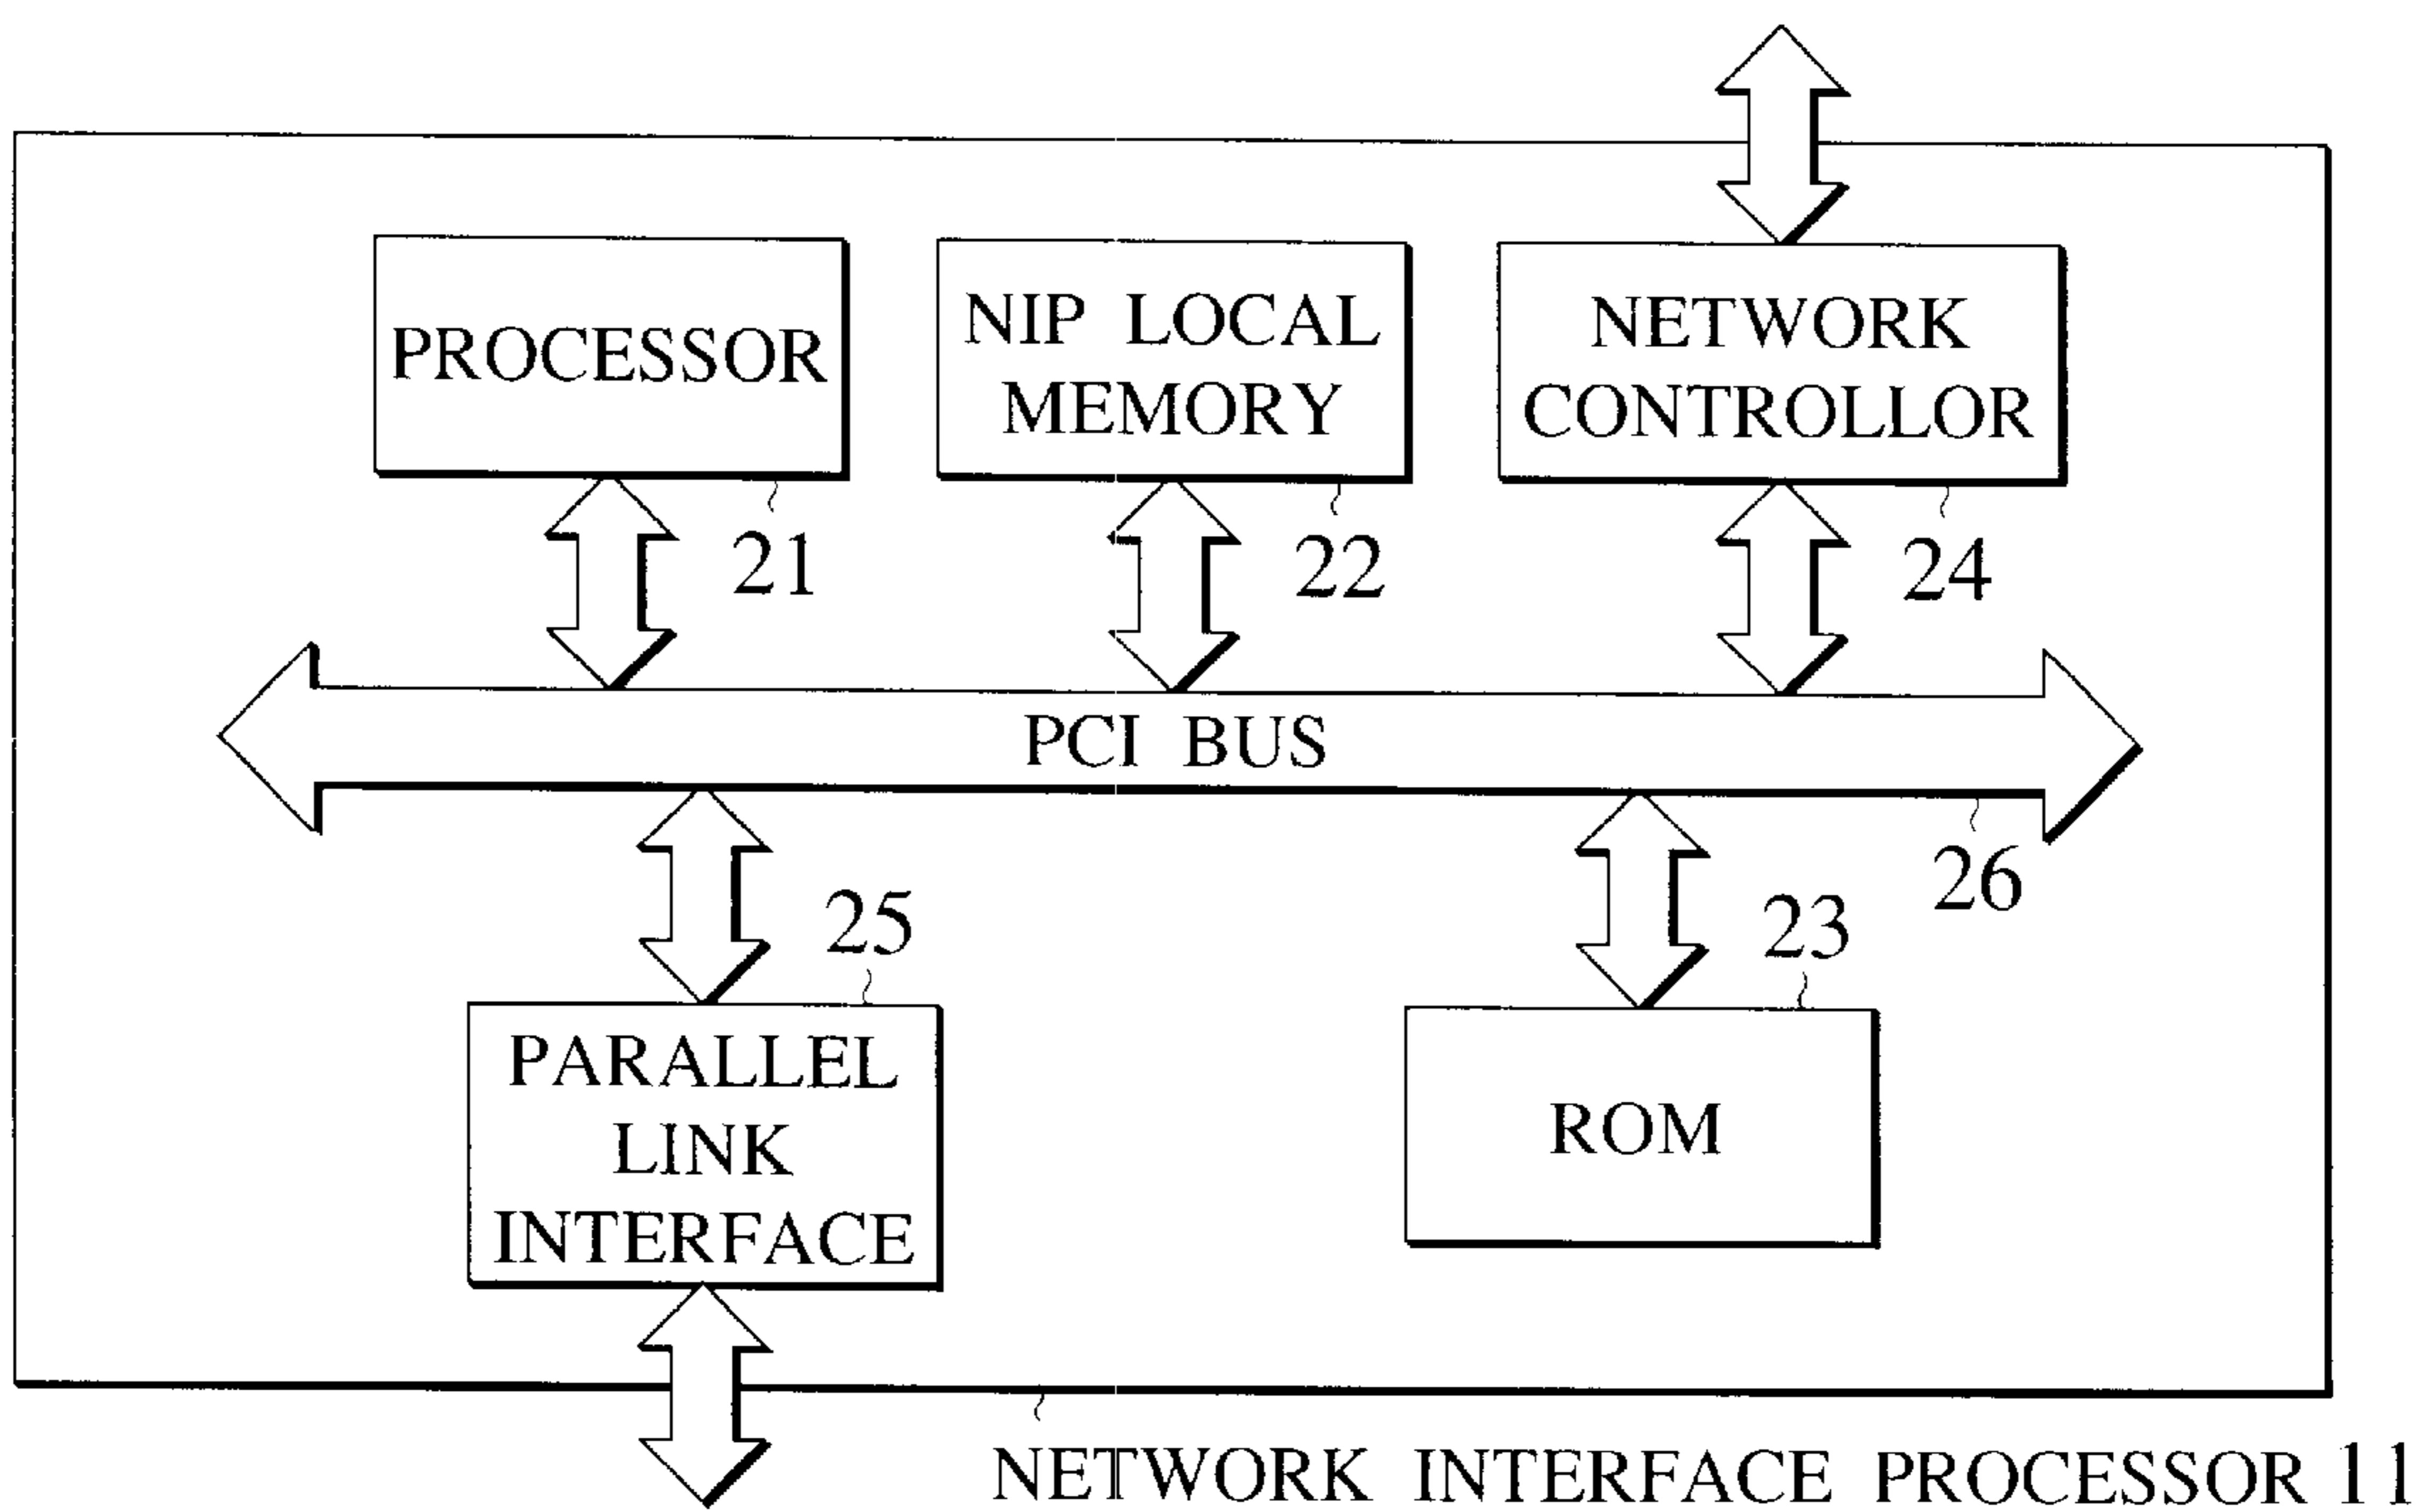 PROCESSOR
21
NIP LOCAL
MEMORY
22
NETWORK
CONTROLLOR
24
PCI BUS
26
25
PARALLEL
LINK
INTERFACE
23
ROM
NETWORK INTERFACE PROCESSOR 11